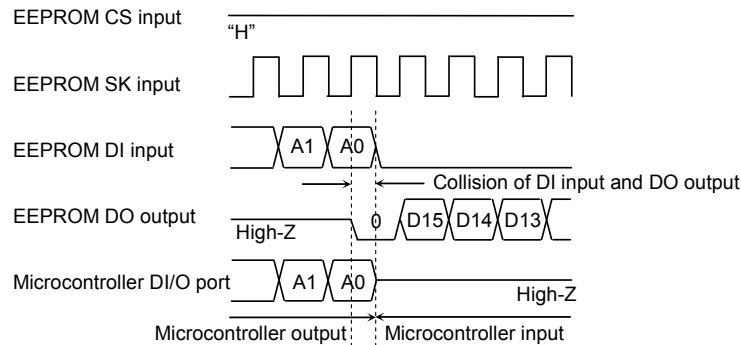 EEPROM CS input
“H”
EEPROM SK input
EEPROM DI input A1 A0
Collision of DI input and DO output
EEPROM DO output High-Z 0 D15 D14 D13
Microcontroller DI/O port A1 A0 High-Z
Microcontroller output Microcontroller input